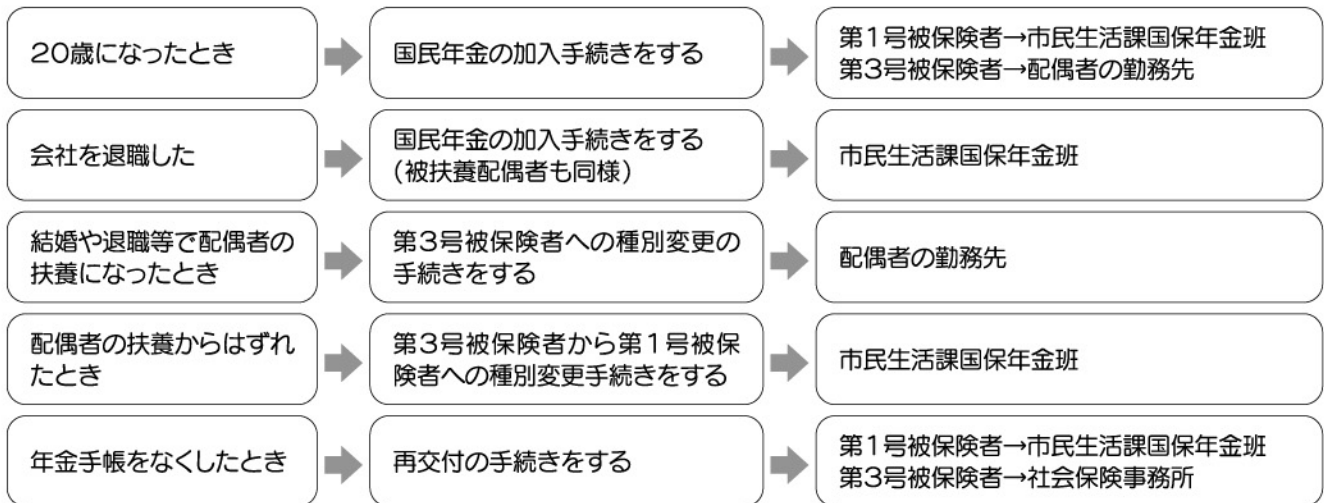 20歳になったとき
国民年金の加入手続きをする
第1号被保険者→市民生活課国保年金班
第3号被保険者→配偶者の勤務先
会社を退職した
国民年金の加入手続きをする
(被扶養配偶者も同様)
市民生活課国保年金班
結婚や退職等で配偶者の
扶養になったとき
第3号被保険者への種別変更の
手続きをする
配偶者の勤務先
配偶者の扶養からはずれ
たとき
第3号被保険者から第1号被保
険者への種別変更手続きをする
市民生活課国保年金班
年金手帳をなくしたとき
再交付の手続きをする
第1号被保険者→市民生活課国保年金班
第3号被保険者→社会保険事務所